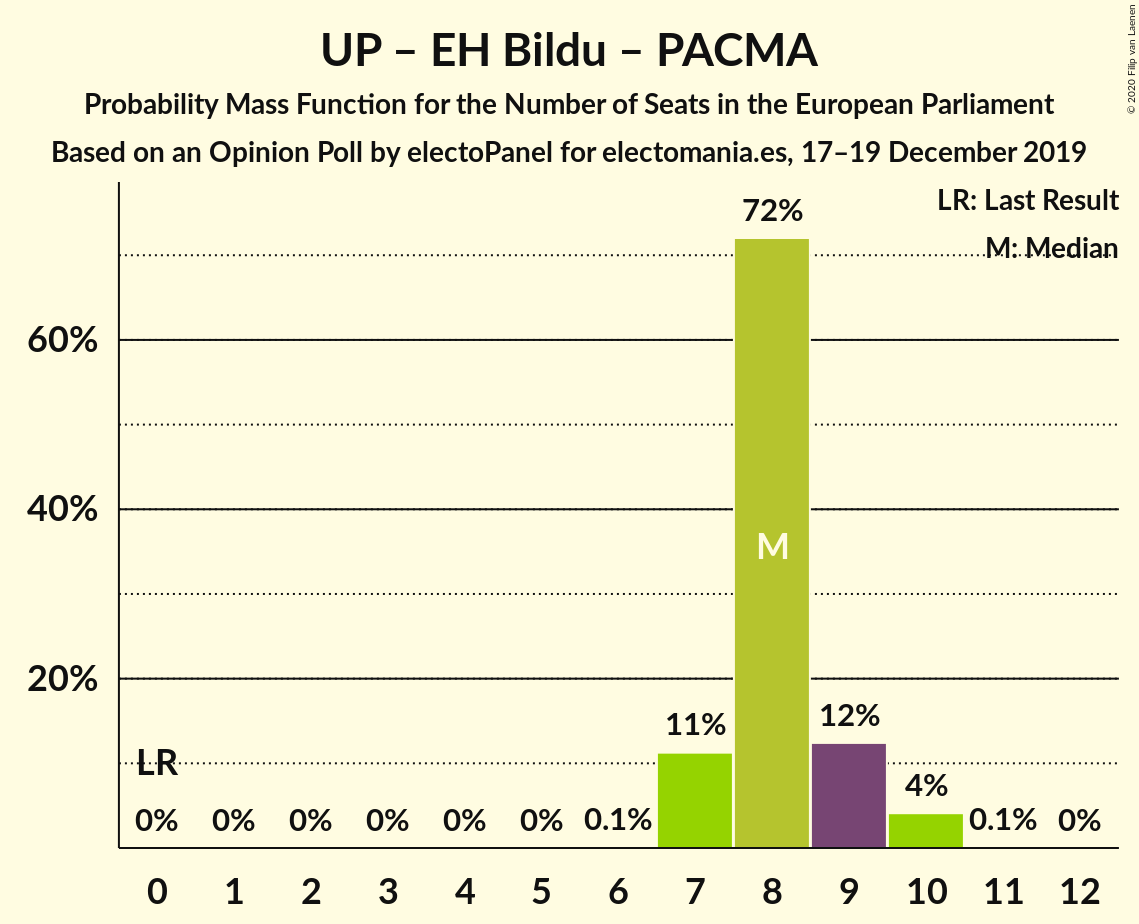 UP – EH Bildu – PACMA
Probability Mass Function for the Number of Seats in the European Parliament
Based on an Opinion Poll by electoPanel for electomania.es, 17–19 December 2019
© 2020 Filip van Laenen
LR: Last Result
M: Median
72%
60%
40%
M
20%
11%
12%
LR
4%
0% 0% 0% 0% 0% 0% 0.1% 0.1% 0%
0 1 2 3 4 5 6 7 8 9 10 11 12